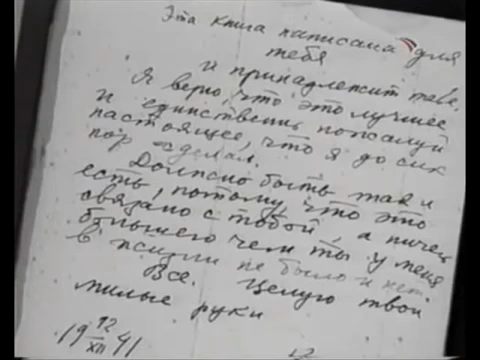 Эта книга написана для
тебя
и принадлежит тебе.
Я верю, что это лучшее
и единственно пожалуй
настоящее, что я до сих
пор сделал.
Должно быть так и
есть, потому что это
связано с тобой, а ничего
большего чем ты у меня
в жизни не было и нет.
Все. Целую твои
милые руки
19 12/XII 41